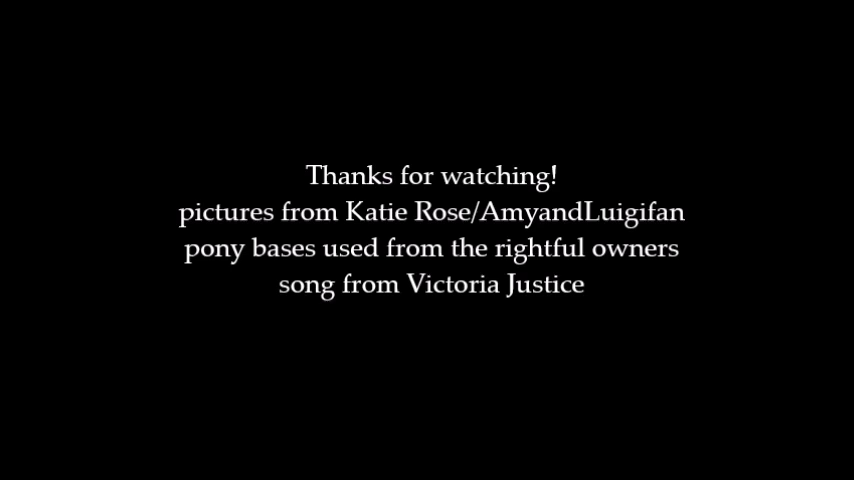 Thanks for watching!
pictures from Katie Rose/AmyandLuigifan
pony bases used from the rightful owners
song from Victoria Justice